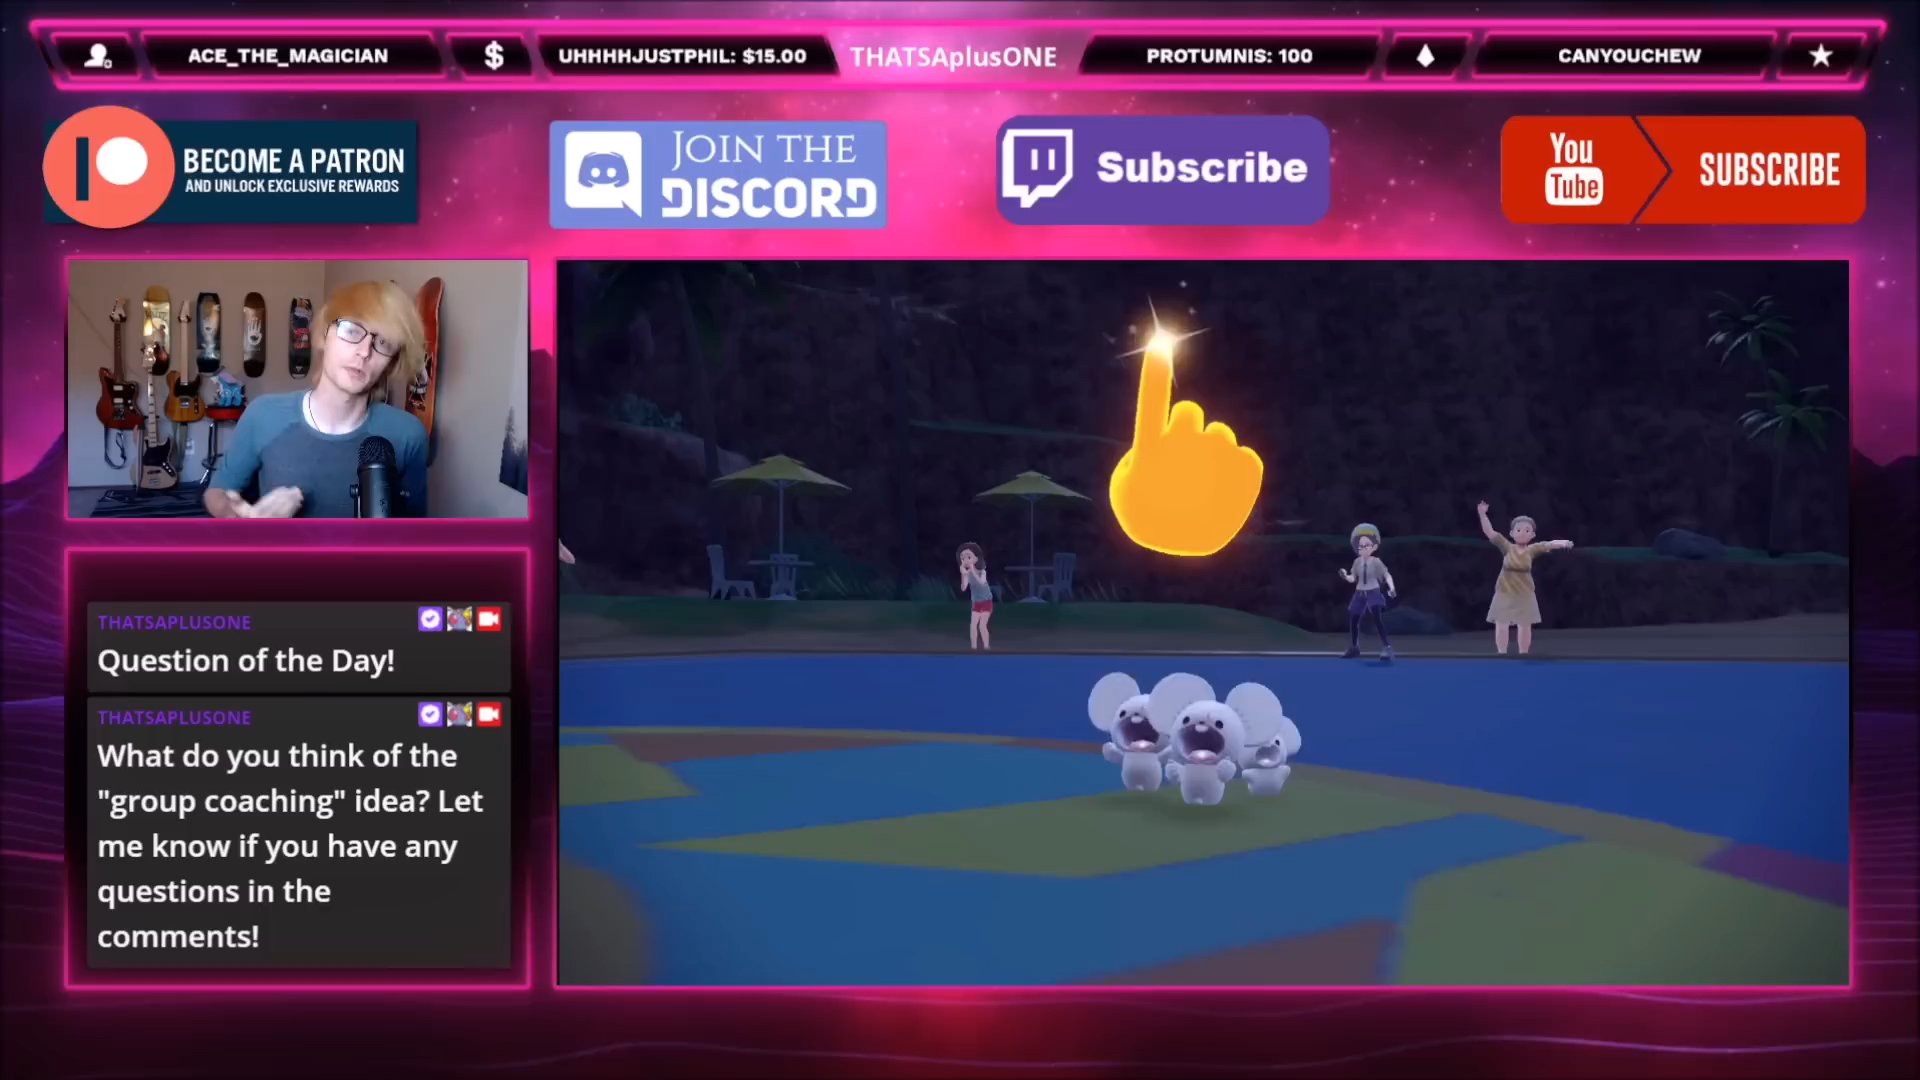 ACE_THE_MAGICIAN
$
UHHHHJUSTPHIL: $15.00
THATSAplusONE
PROTUMNIS: 100
CANYOUCHEW
BECOME A PATRON
AND UNLOCK EXCLUSIVE REWARDS
JOIN THE
DISCORD
Subscribe
You
Tube
SUBSCRIBE
THATSAPLUSONE
Question of the Day!
THATSAPLUSONE
What do you think of the
"group coaching" idea? Let
me know if you have any
questions in the
comments!